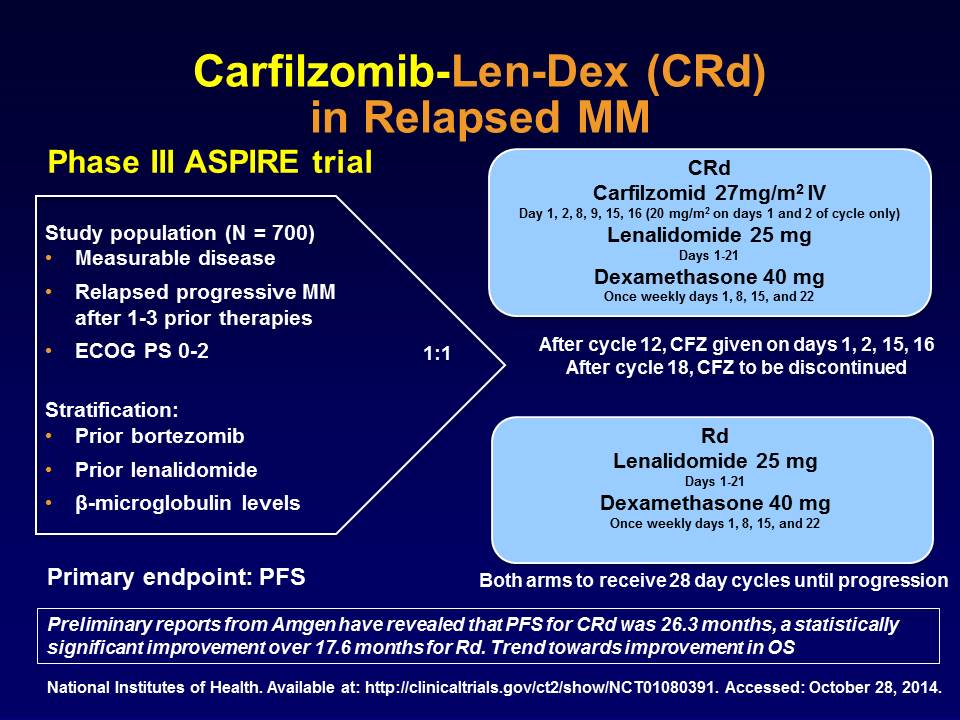 Carfilzomib-Len-Dex (CRd)
in Relapsed MM
Phase III ASPIRE trial
Study population (N = 700)
• Measurable disease
• Relapsed progressive MM
after 1-3 prior therapies
• ECOG PS 0-2
Stratification:
• Prior bortezomib
• Prior lenalidomide
• β-microglobulin levels
1:1
CRd
Carfilzomid 27mg/m² IV
Day 1, 2, 8, 9, 15, 16 (20 mg/m² on days 1 and 2 of cycle only)
Lenalidomide 25 mg
Days 1-21
Dexamethasone 40 mg
Once weekly days 1, 8, 15, and 22
After cycle 12, CFZ given on days 1, 2, 15, 16
After cycle 18, CFZ to be discontinued
Rd
Lenalidomide 25 mg
Days 1-21
Dexamethasone 40 mg
Once weekly days 1, 8, 15, and 22
Primary endpoint: PFS
Both arms to receive 28 day cycles until progression
Preliminary reports from Amgen have revealed that PFS for CRd was 26.3 months, a statistically
significant improvement over 17.6 months for Rd. Trend towards improvement in OS
National Institutes of Health. Available at: http://clinicaltrials.gov/ct2/show/NCT01080391. Accessed: October 28, 2014.